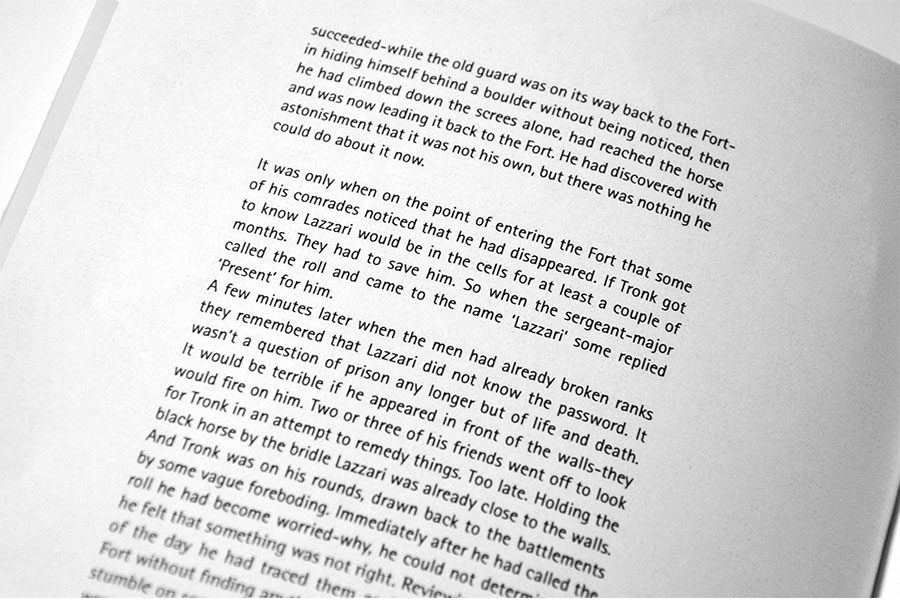 succeeded–while the old guard was on its way back to the Fort–
in hiding himself behind a boulder without being noticed, then
he had climbed down the screes alone, had reached the horse
and was now leading it back to the Fort. He had discovered with
astonishment that it was not his own, but there was nothing he
could do about it now.
It was only when on the point of entering the Fort that some
of his comrades noticed that he had disappeared. If Tronk got
to know Lazzari would be in the cells for at least a couple of
months. They had to save him. So when the sergeant–major
called the roll and came to the name ‘Lazzari’ some replied
‘Present’ for him.
A few minutes later when the men had already broken ranks
they remembered that Lazzari did not know the password. It
wasn’t a question of prison any longer but of life and death.
It would be terrible if he appeared in front of the walls–they
would fire on him. Two or three of his friends went off to look
for Tronk in an attempt to remedy things. Too late. Holding the
black horse by the bridle Lazzari was already close to the walls.
And Tronk was on his rounds, drawn back to the battlements
by some vague foreboding. Immediately after he had called the
roll he had become worried–why, he could not determi
he felt that something was not right. Review
of the day he had traced them
Fort without finding
stumble on